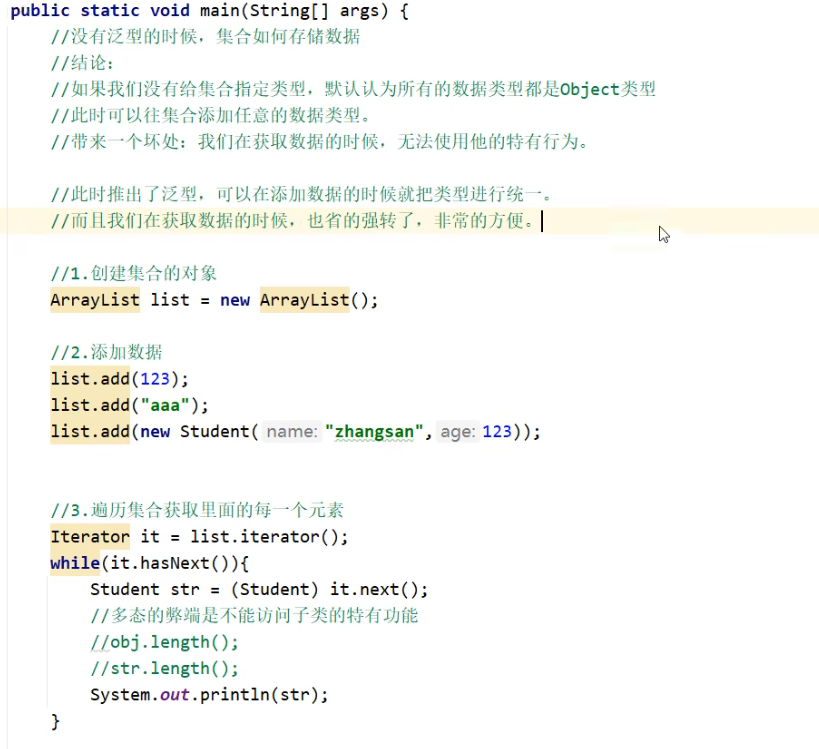 public static void main(String[] args) {
//没有泛型的时候，集合如何存储数据
//结论：
//如果我们没有给集合指定类型，默认认为所有的数据类型都是Object类型
//此时可以往集合添加任意的数据类型。
//带来一个坏处：我们在获取数据的时候，无法使用他的特有行为。
//此时推出了泛型，可以在添加数据的时候就把类型进行统一。
//而且我们在获取数据的时候，也省的强转了，非常的方便。
//1.创建集合的对象
ArrayList list = new ArrayList();
//2.添加数据
list.add(123);
list.add("aaa");
list.add(new Student( name: "zhangsan", age: 123));
//3.遍历集合获取里面的每一个元素
Iterator it = list.iterator();
while(it.hasNext()){
Student str = (Student) it.next();
//多态的弊端是不能访问子类的特有功能
//obj.length();
//str.length();
System.out.println(str);
}